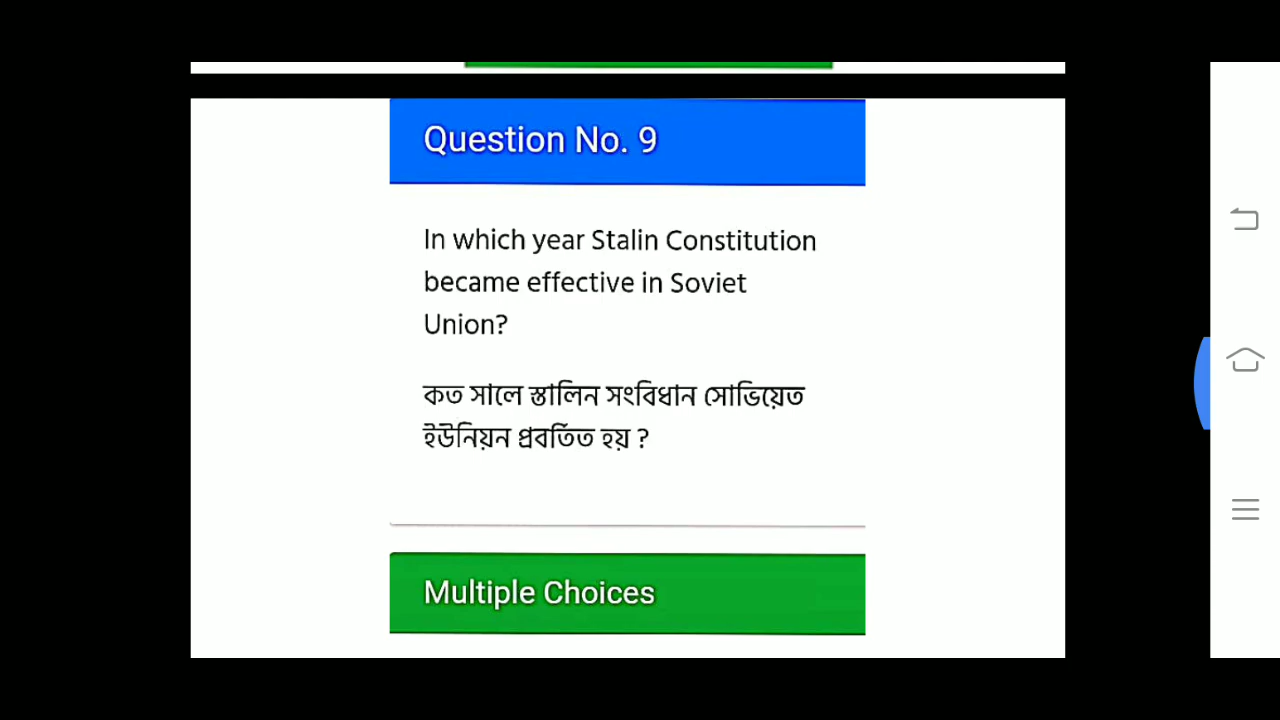 Question No. 9
In which year Stalin Constitution
became effective in Soviet
Union?
কত সালে স্তালিন সংবিধান সোভিয়েত
ইউনিয়ন প্রবর্তিত হয় ?
Multiple Choices